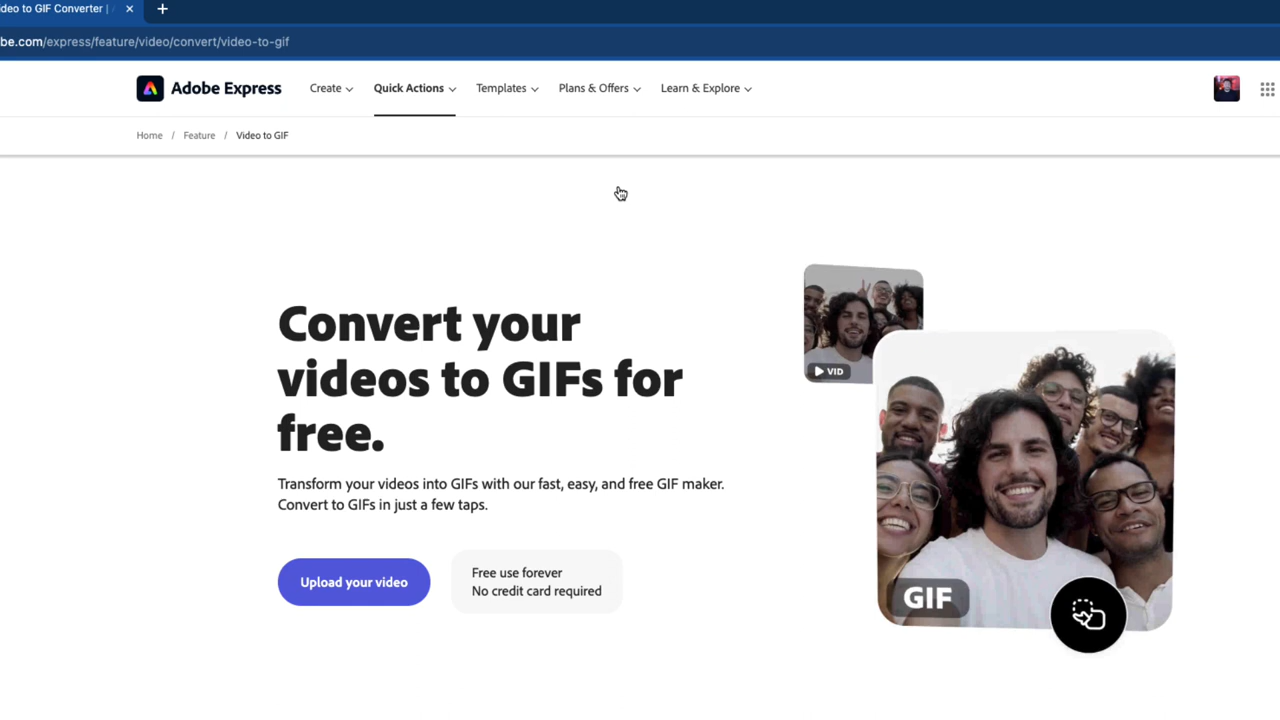 ideo to GIF Converter |
be.com/express/feature/video/convert/video-to-gif
Adobe Express Create Quick Actions Templates Plans & Offers Learn & Explore
Home / Feature / Video to GIF
VID
Convert your
videos to GIFs for
free.
Transform your videos into GIFs with our fast, easy, and free GIF maker.
Convert to GIFs in just a few taps.
Upload your video
Free use forever
No credit card required
GIF